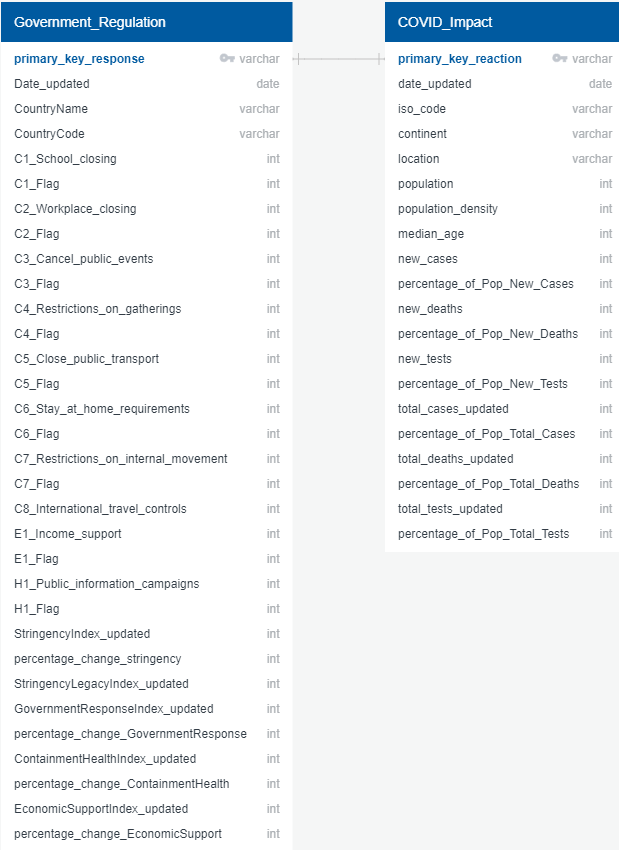 Government_Regulation
primary_key_response varchar
Date_updated date
CountryName varchar
CountryCode varchar
C1_School_closing int
C1_Flag int
C2_Workplace_closing int
C2_Flag int
C3_Cancel_public_events int
C3_Flag int
C4_Restrictions_on_gatherings int
C4_Flag int
C5_Close_public_transport int
C5_Flag int
C6_Stay_at_home_requirements int
C6_Flag int
C7_Restrictions_on_internal_movement int
C7_Flag int
C8_International_travel_controls int
E1_Income_support int
E1_Flag int
H1_Public_information_campaigns int
H1_Flag int
StringencyIndex_updated int
percentage_change_stringency int
StringencyLegacyIndex_updated int
GovernmentResponseIndex_updated int
percentage_change_GovernmentResponse int
ContainmentHealthIndex_updated int
percentage_change_ContainmentHealth int
EconomicSupportIndex_updated int
percentage_change_EconomicSupport int
COVID_Impact
primary_key_reaction varchar
date_updated date
iso_code varchar
continent varchar
location varchar
population int
population_density int
median_age int
new_cases int
percentage_of_Pop_New_Cases int
new_deaths int
percentage_of_Pop_New_Deaths int
new_tests int
percentage_of_Pop_New_Tests int
total_cases_updated int
percentage_of_Pop_Total_Cases int
total_deaths_updated int
percentage_of_Pop_Total_Deaths int
total_tests_updated int
percentage_of_Pop_Total_Tests int